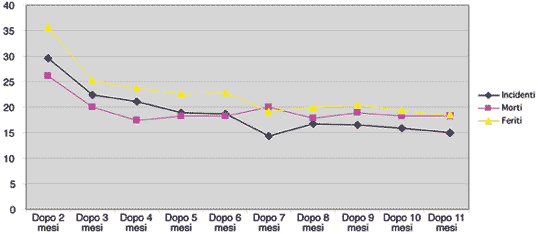 40
35
30
25
20
15
10
5
0
Dopo 2 mesi
Dopo 3 mesi
Dopo 4 mesi
Dopo 5 mesi
Dopo 6 mesi
Dopo 7 mesi
Dopo 8 mesi
Dopo 9 mesi
Dopo 10 mesi
Dopo 11 mesi
Incidenti
Morti
Feriti